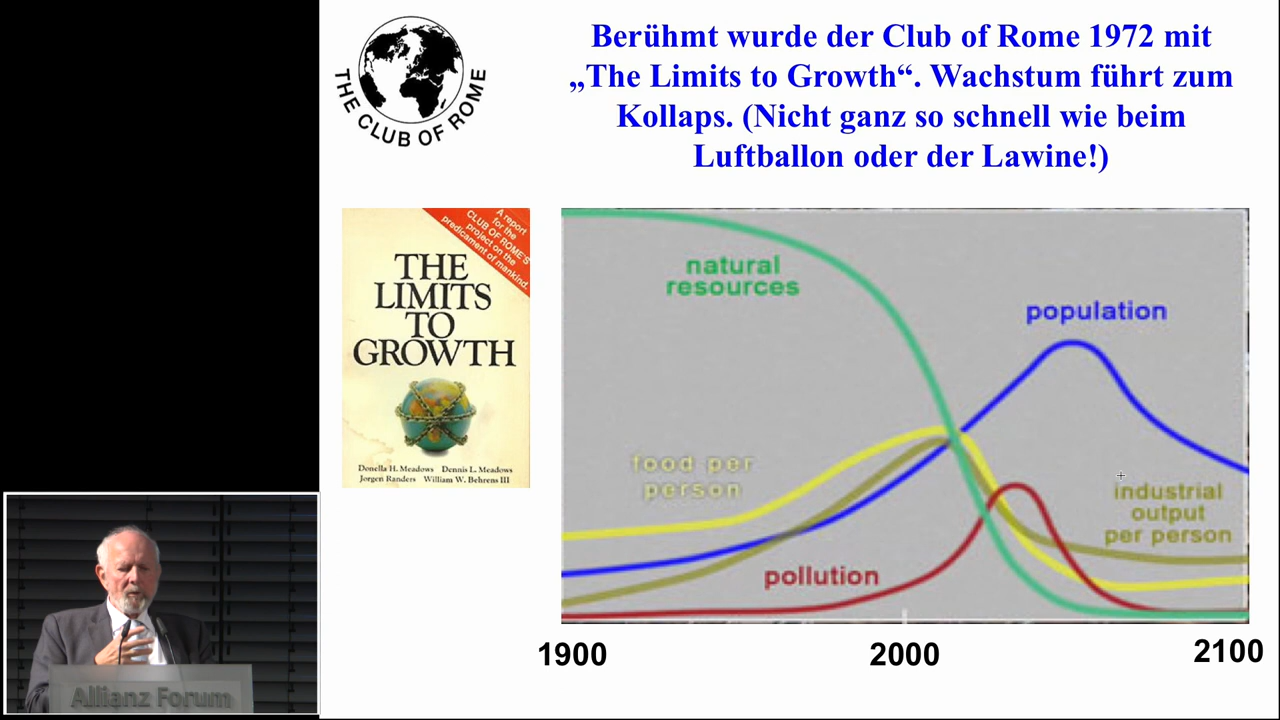 THE CLUB OF ROME
Berühmt wurde der Club of Rome 1972 mit
„The Limits to Growth“. Wachstum führt zum
Kollaps. (Nicht ganz so schnell wie beim
Luftballon oder der Lawine!)
A report
for the
CLUB OF ROME'S
project on the
predicament of mankind.
THE
LIMITS
TO
GROWTH
Donella H. Meadows Dennis L. Meadows
Jorgen Randers William W. Behrens III
natural
resources
population
food per
person
industrial
output
per person
pollution
1900
2000
2100
Allianz Forum